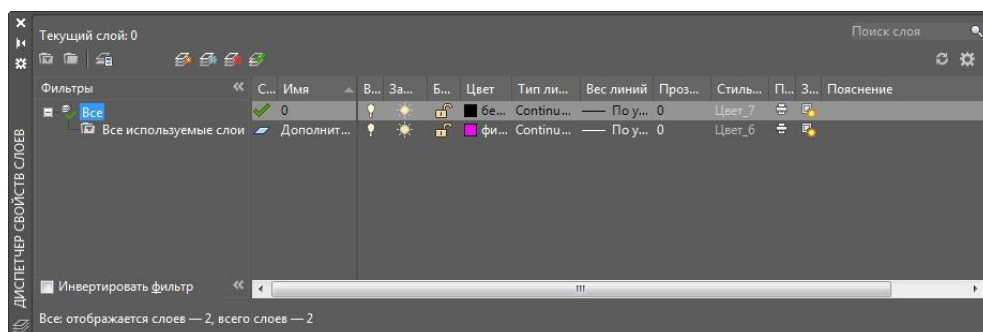 Текущий слой: 0
Поиск слоя
Фильтры С... Имя В... За... Б... Цвет Тип ли... Вес линий Проз... Стиль... П... З... Пояснение
Все 0 бе... Continu... По у... 0 Цвет_7
Все используемые слои Дополнит... фи... Continu... По у... 0 Цвет_6
Инвертировать фильтр
Все: отображается слоев — 2, всего слоев — 2
ДИСПЕТЧЕР СВОЙСТВ СЛОЕВ